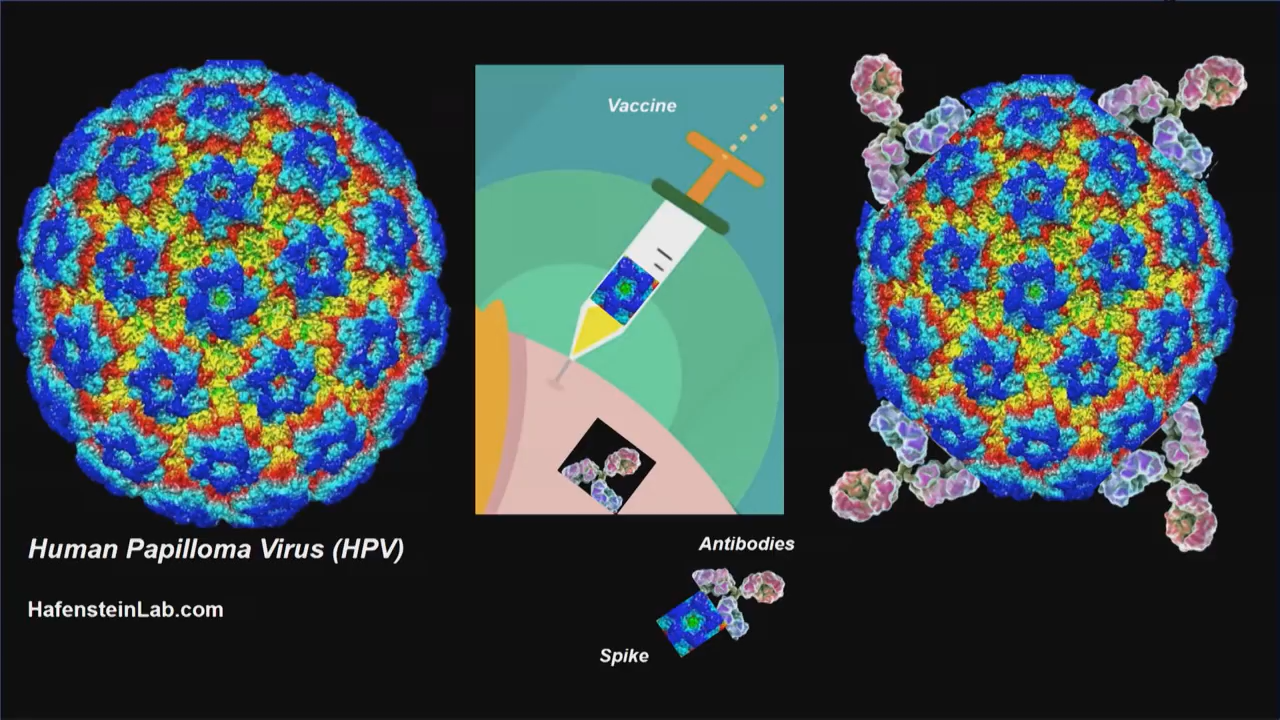 Vaccine
Human Papilloma Virus (HPV)
Antibodies
HafensteinLab.com
Spike